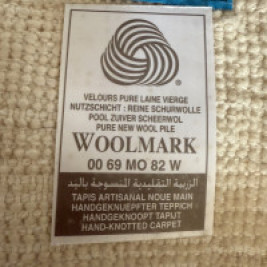 ®
VELOURS PURE LAINE VIERGE
NUTZSCHICHT : REINE SCHURWOLLE
POOL ZUIVER SCHEERWOL
PURE NEW WOOL PILE
WOOLMARK
00 69 MO 82 W
الزربية التقليدية المنسوجة باليد
TAPIS ARTISANAL NOUE MAIN
HANDGEKNUEPFTER TEPPICH
HANDGEKNOOPT TAPIJT
HAND-KNOTTED CARPET